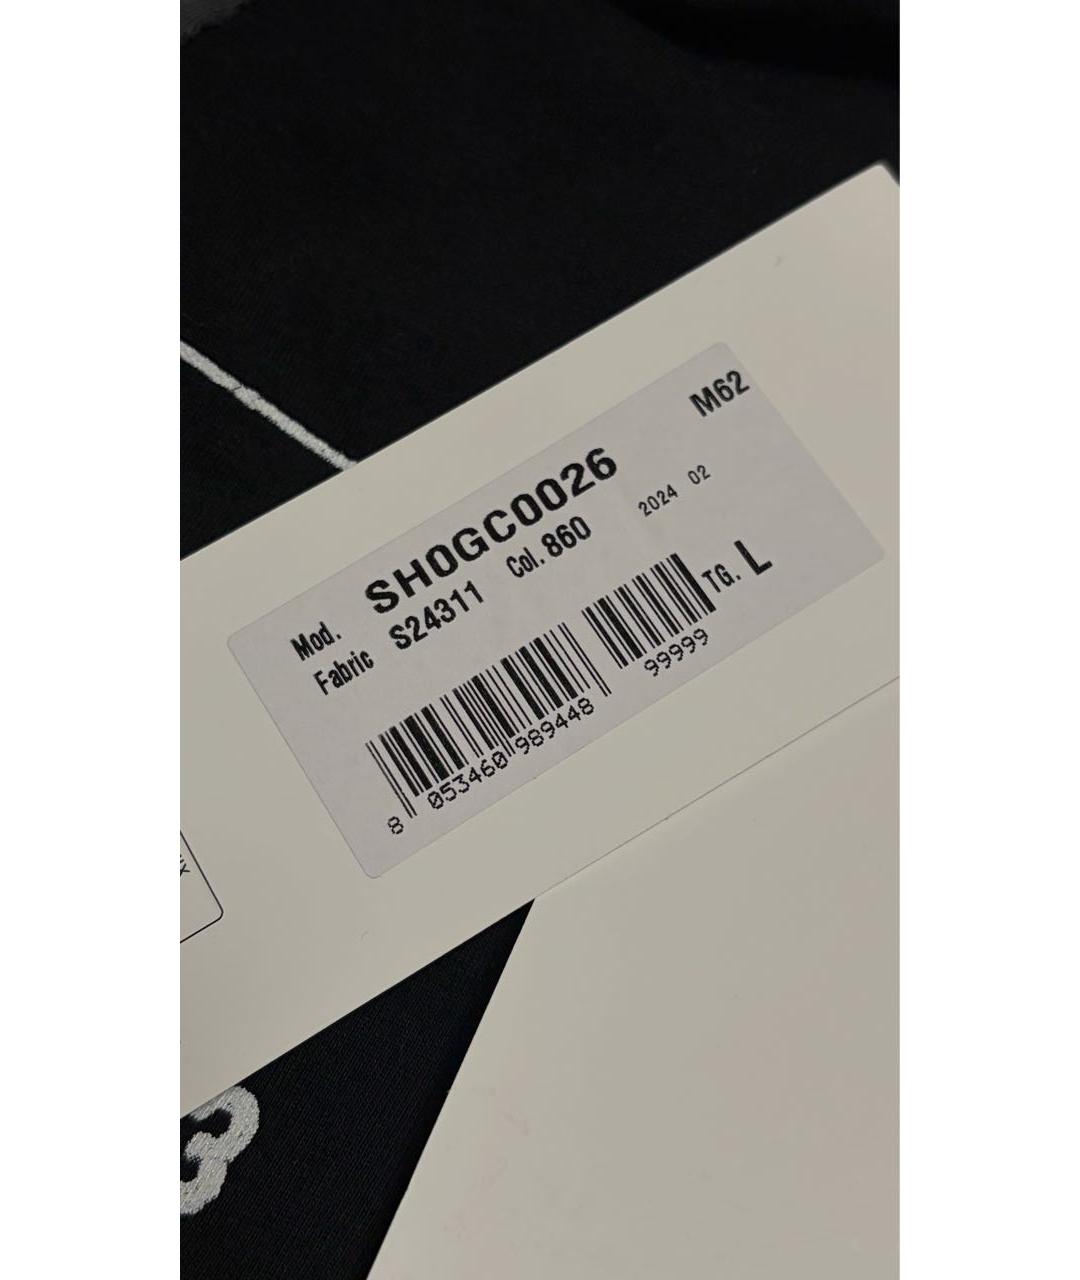 M62
Mod. SH0GC0026
Fabric S24311 Col. 860 2024 02
TG. L
8 053460 989448 99999